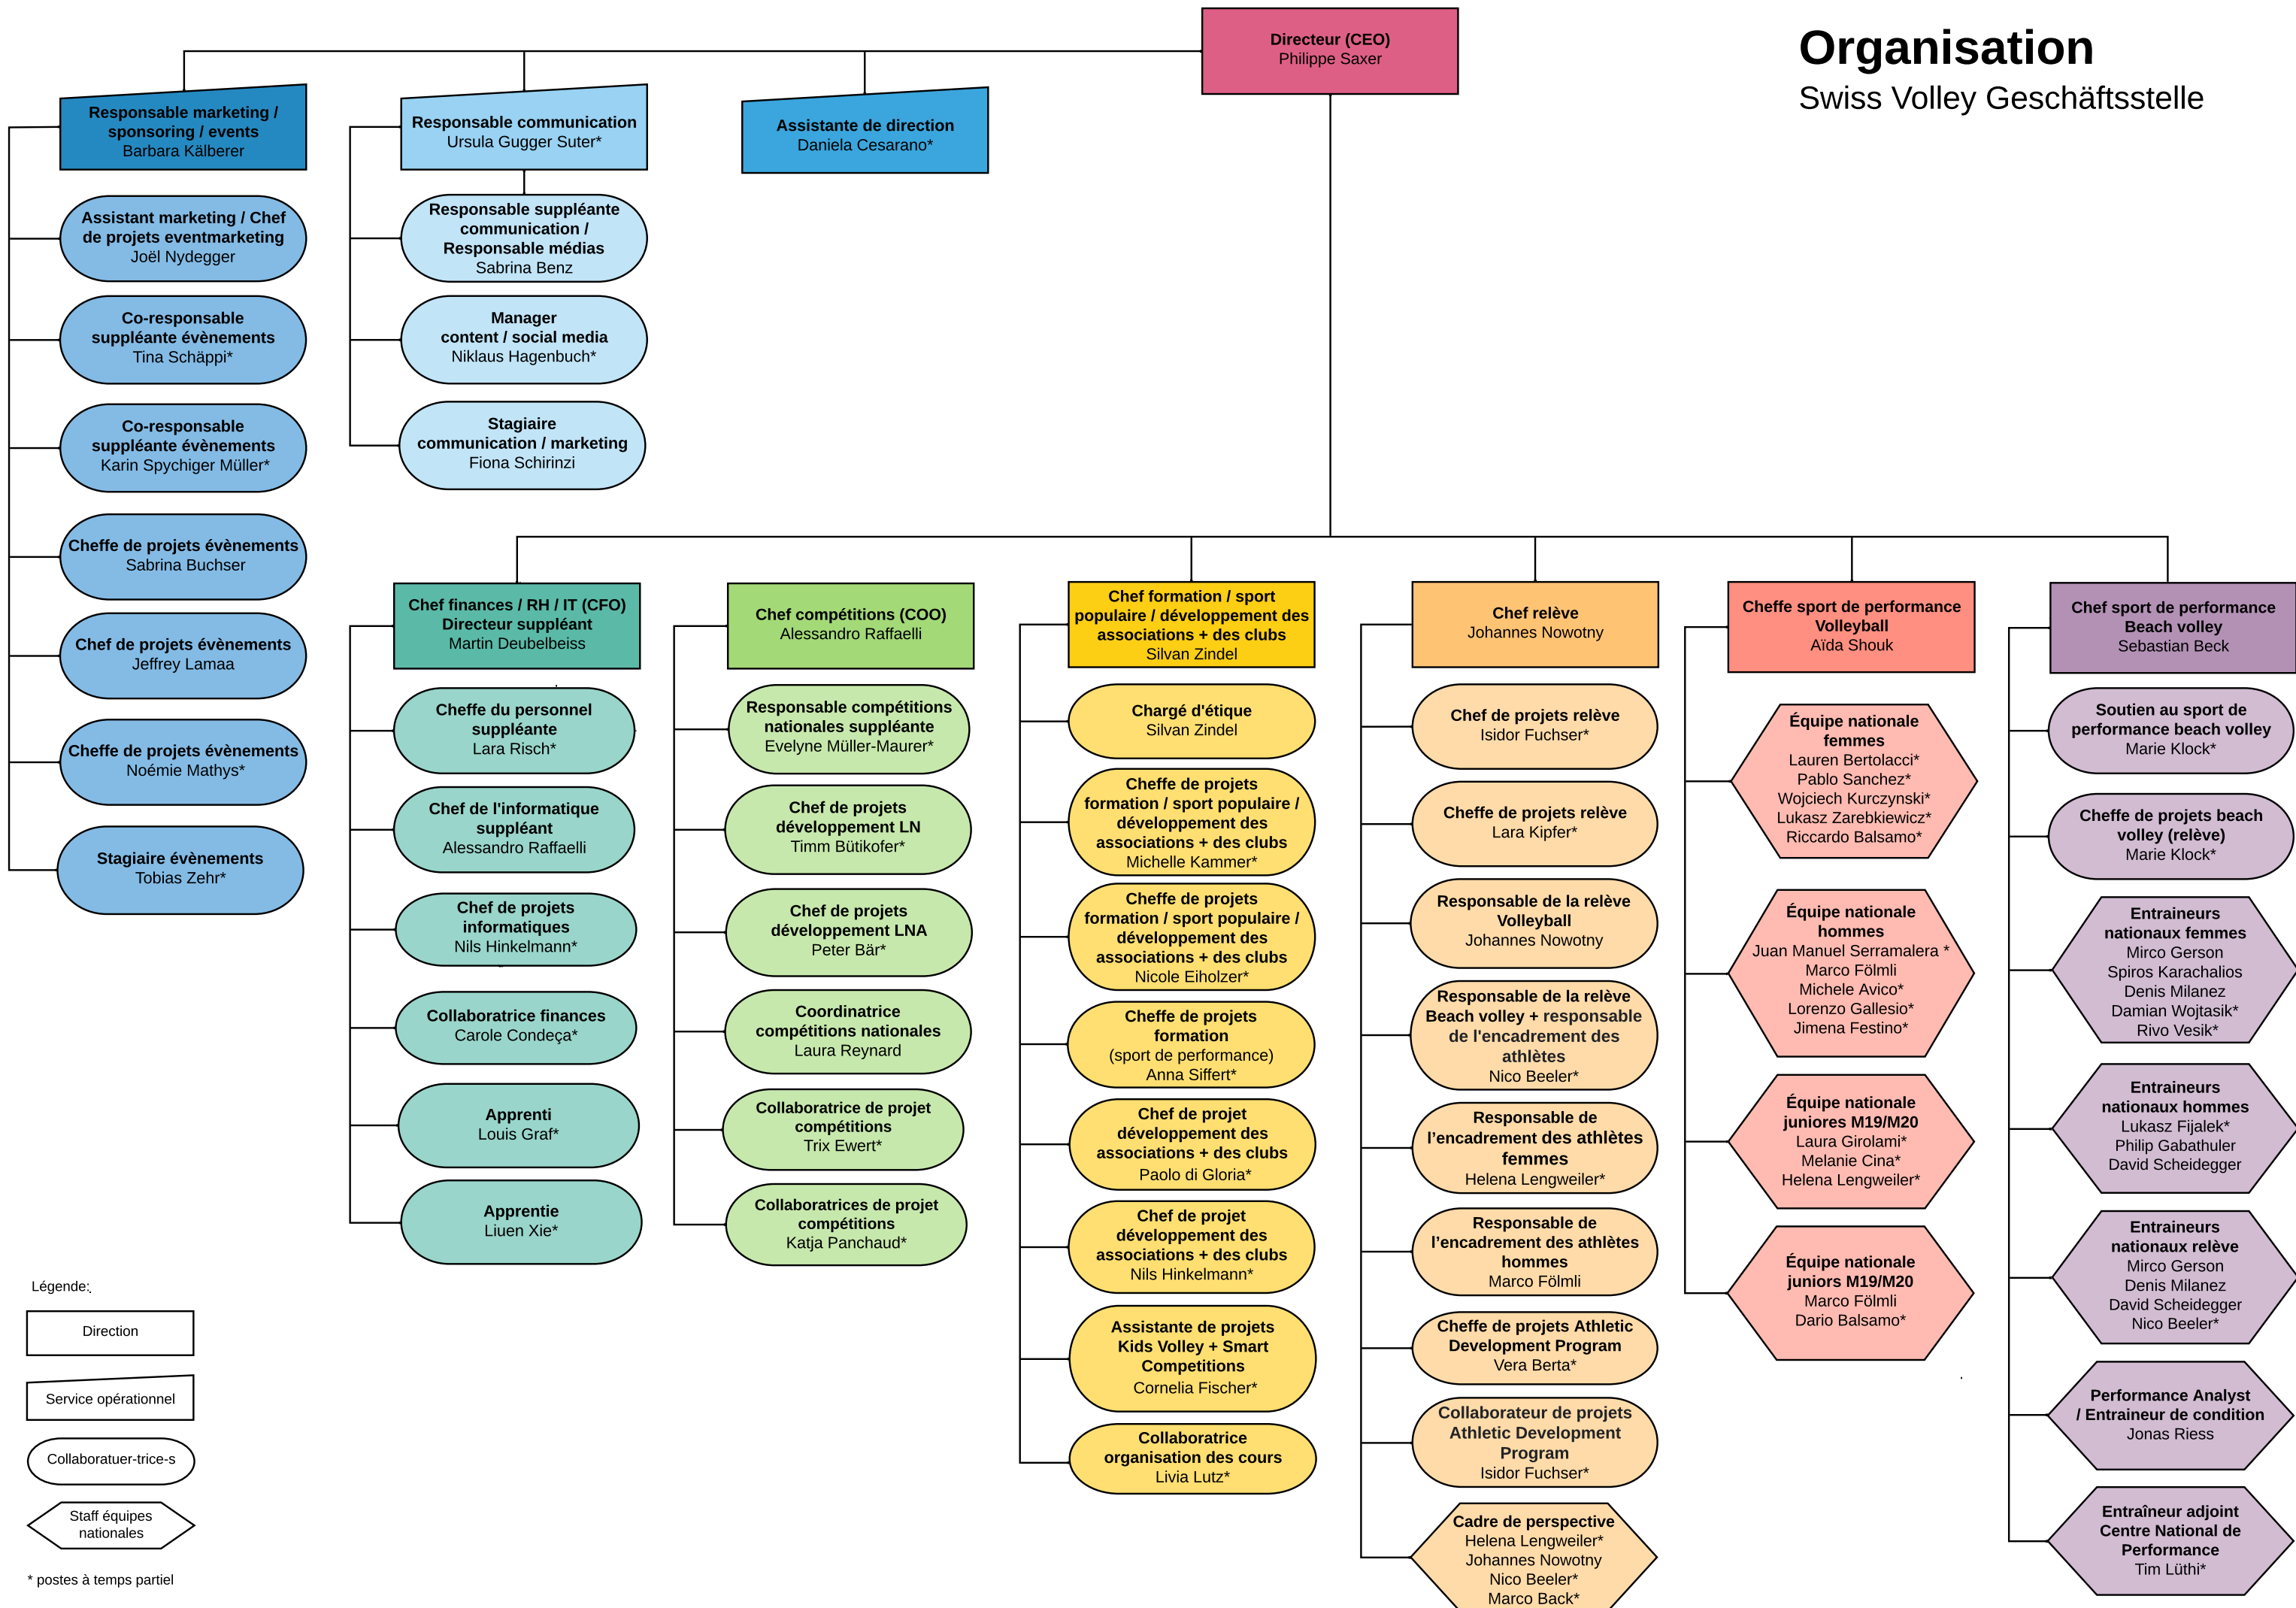 Organisation
Swiss Volley Geschäftsstelle
Directeur (CEO)
Philippe Saxer
Responsable marketing /
sponsoring / events
Barbara Kälberer
Assistant marketing / Chef
de projets eventmarketing
Joël Nydegger
Co-responsable
suppléante évènements
Tina Schäppi*
Co-responsable
suppléante évènements
Karin Spychiger Müller*
Cheffe de projets évènements
Sabrina Buchser
Chef de projets évènements
Jeffrey Lamaa
Cheffe de projets évènements
Noémie Mathys*
Stagiaire évènements
Tobias Zehr*
Responsable communication
Ursula Gugger Suter*
Responsable suppléante
communication /
Responsable médias
Sabrina Benz
Manager
content / social media
Niklaus Hagenbuch*
Stagiaire
communication / marketing
Fiona Schirinzi
Assistante de direction
Daniela Cesarano*
Chef finances / RH / IT (CFO)
Directeur suppléant
Martin Deubelbeiss
Cheffe du personnel
suppléante
Lara Risch*
Chef de l'informatique
suppléant
Alessandro Raffaelli
Chef de projets
informatiques
Nils Hinkelmann*
Collaboratrice finances
Carole Condeça*
Apprenti
Louis Graf*
Apprentie
Liuen Xie*
Chef compétitions (COO)
Alessandro Raffaelli
Responsable compétitions
nationales suppléante
Evelyne Müller-Maurer*
Chef de projets
développement LN
Timm Bütikofer*
Chef de projets
développement LNA
Peter Bär*
Coordinatrice
compétitions nationales
Laura Reynard
Collaboratrice de projet
compétitions
Trix Ewert*
Collaboratrices de projet
compétitions
Katja Panchaud*
Chef formation / sport
populaire / développement des
associations + des clubs
Silvan Zindel
Chargé d'étique
Silvan Zindel
Cheffe de projets
formation / sport populaire /
développement des
associations + des clubs
Michelle Kammer*
Cheffe de projets
formation / sport populaire /
développement des
associations + des clubs
Nicole Eiholzer*
Cheffe de projets
formation
(sport de performance)
Anna Siffert*
Chef de projet
développement des
associations + des clubs
Paolo di Gloria*
Chef de projet
développement des
associations + des clubs
Nils Hinkelmann*
Assistante de projets
Kids Volley + Smart
Competitions
Cornelia Fischer*
Collaboratrice
organisation des cours
Livia Lutz*
Chef relève
Johannes Nowotny
Chef de projets relève
Isidor Fuchser*
Cheffe de projets relève
Lara Kipfer*
Responsable de la relève
Volleyball
Johannes Nowotny
Responsable de la relève
Beach volley + responsable
de l'encadrement des
athlètes
Nico Beeler*
Responsable de
l’encadrement des athlètes
femmes
Helena Lengweiler*
Responsable de
l’encadrement des athlètes
hommes
Marco Fölmli
Cheffe de projets Athletic
Development Program
Vera Berta*
Collaborateur de projets
Athletic Development
Program
Isidor Fuchser*
Cadre de perspective
Helena Lengweiler*
Johannes Nowotny
Nico Beeler*
Marco Back*
Cheffe sport de performance
Volleyball
Aïda Shouk
Équipe nationale
femmes
Lauren Bertolacci*
Pablo Sanchez*
Wojciech Kurczynski*
Lukasz Zarebkiewicz*
Riccardo Balsamo*
Équipe nationale
hommes
Juan Manuel Serramalera *
Marco Fölmli
Michele Avico*
Lorenzo Gallesio*
Jimena Festino*
Équipe nationale
juniores M19/M20
Laura Girolami*
Melanie Cina*
Helena Lengweiler*
Équipe nationale
juniors M19/M20
Marco Fölmli
Dario Balsamo*
Chef sport de performance
Beach volley
Sebastian Beck
Soutien au sport de
performance beach volley
Marie Klock*
Cheffe de projets beach
volley (relève)
Marie Klock*
Entraineurs
nationaux femmes
Mirco Gerson
Spiros Karachalios
Denis Milanez
Damian Wojtasik*
Rivo Vesik*
Entraineurs
nationaux hommes
Lukasz Fijalek*
Philip Gabathuler
David Scheidegger
Entraineurs
nationaux relève
Mirco Gerson
Denis Milanez
David Scheidegger
Nico Beeler*
Performance Analyst
/ Entraineur de condition
Jonas Riess
Entraîneur adjoint
Centre National de
Performance
Tim Lüthi*
Légende:
Direction
Service opérationnel
Collaboratuer-trice-s
Staff équipes
nationales
* postes à temps partiel